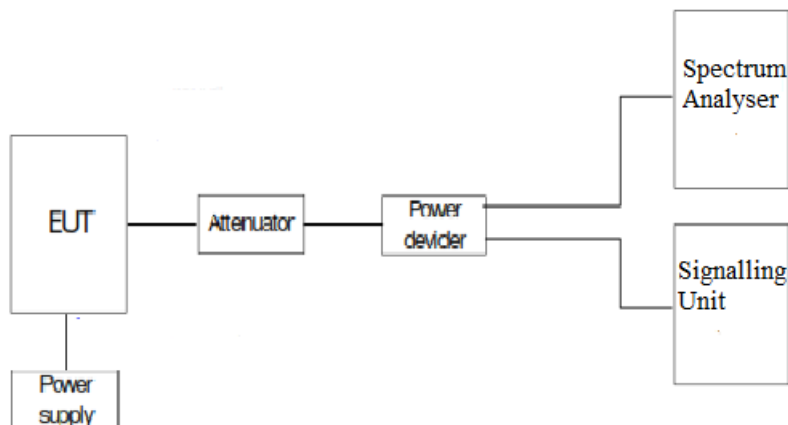 Spectrum
Analyser
EUT
Attenuator
Power
devider
Signalling
Unit
Power
supply